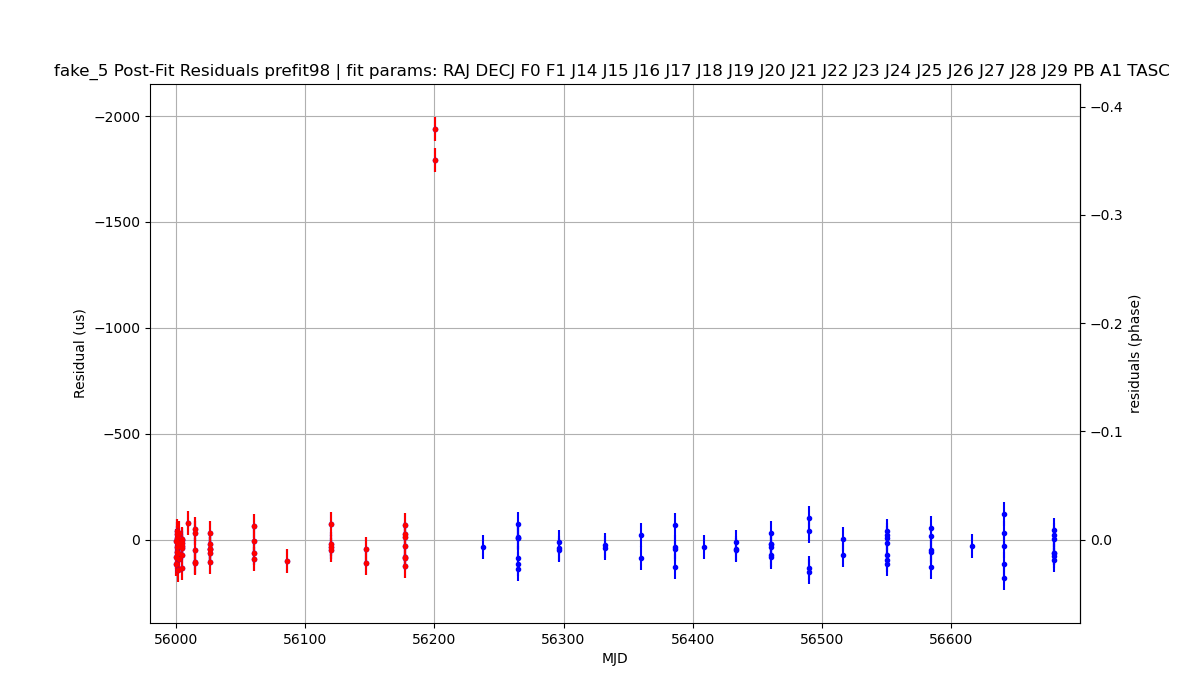 fake_5 Post-Fit Residuals prefit98 | fit params: RAJ DECJ F0 F1 J14 J15 J16 J17 J18 J19 J20 J21 J22 J23 J24 J25 J26 J27 J28 J29 PB A1 TASC
−2000
−1500
−1000
−500
0
Residual (us)
−0.4
−0.3
−0.2
−0.1
0.0
residuals (phase)
56000 56100 56200 56300 56400 56500 56600
MJD